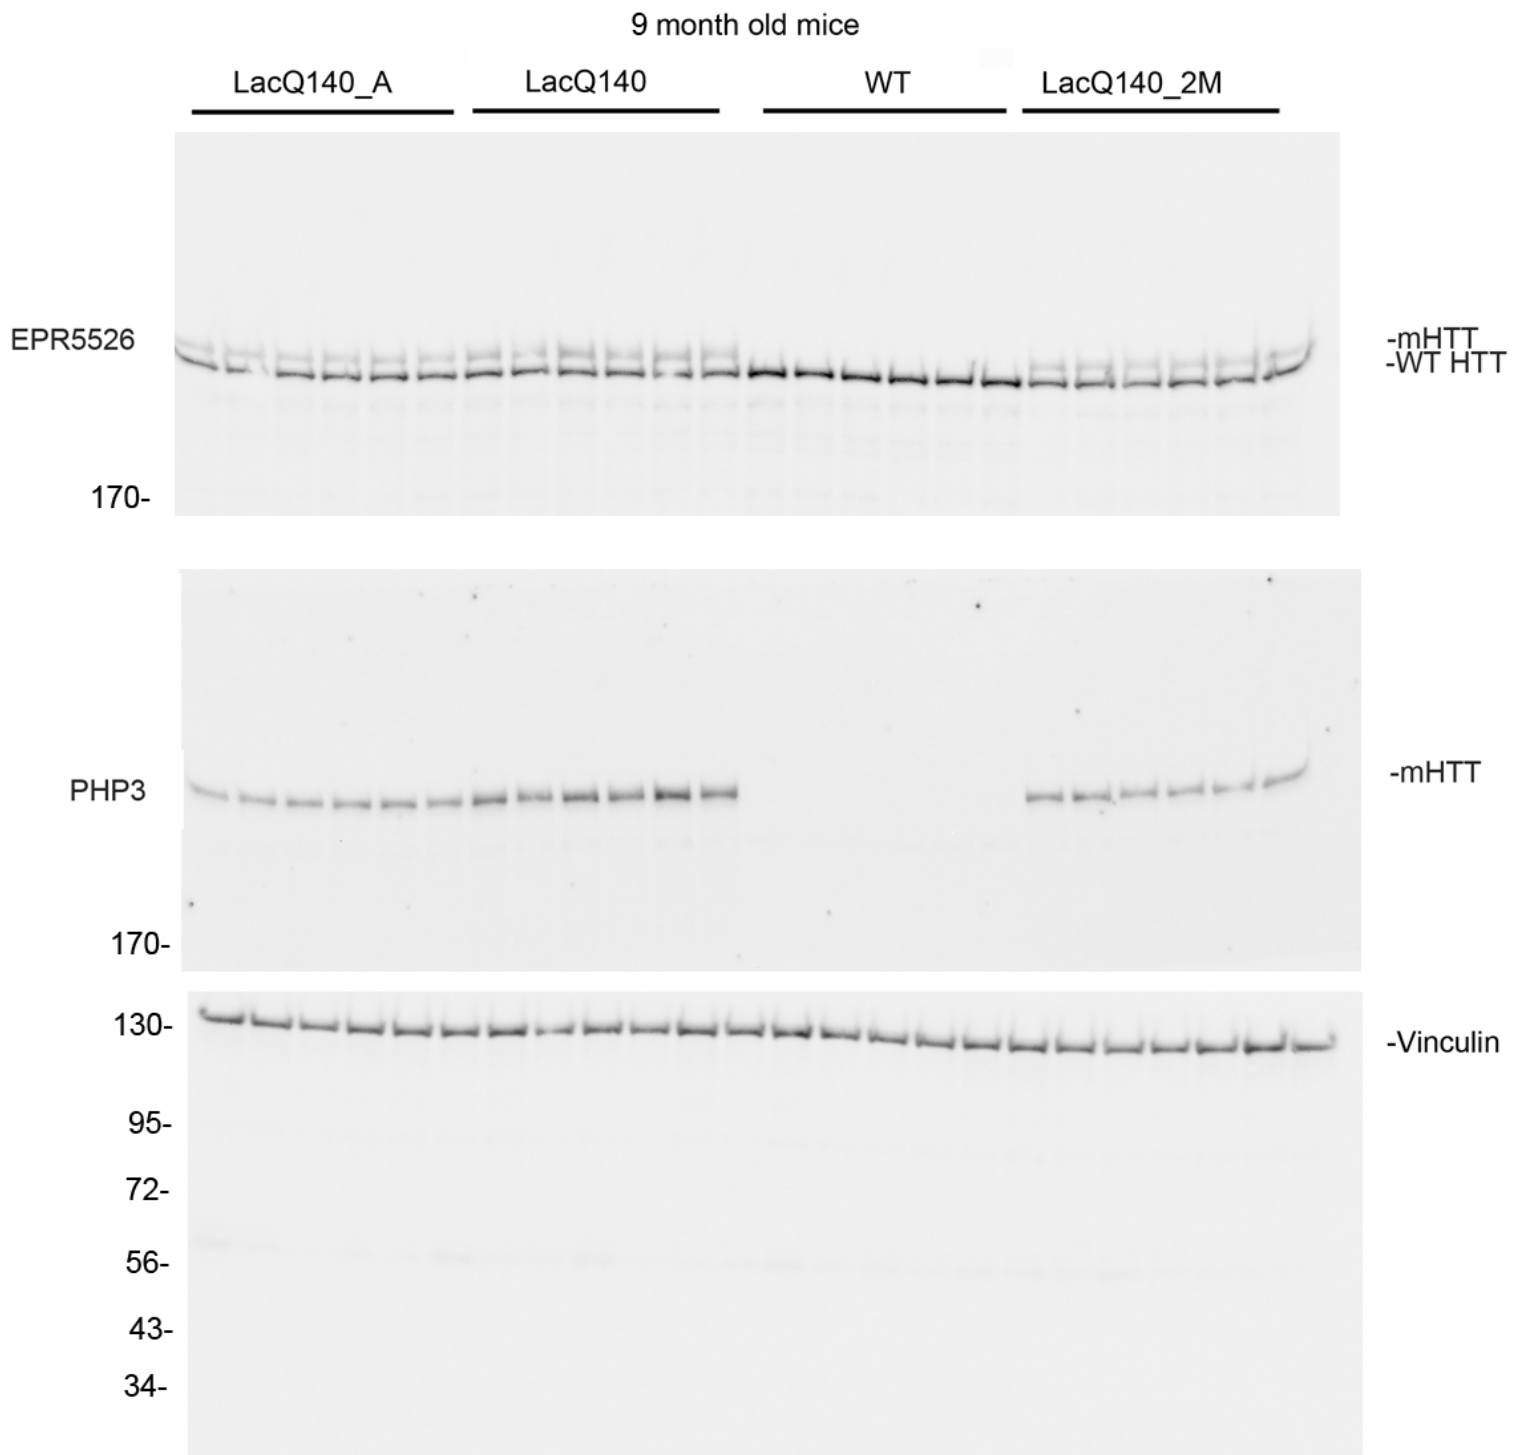 9 month old mice
LacQ140_A LacQ140 WT LacQ140_2M
EPR5526
-mHTT
-WT HTT
170-
PHP3
-mHTT
170-
130-
-Vinculin
95-
72-
56-
43-
34-